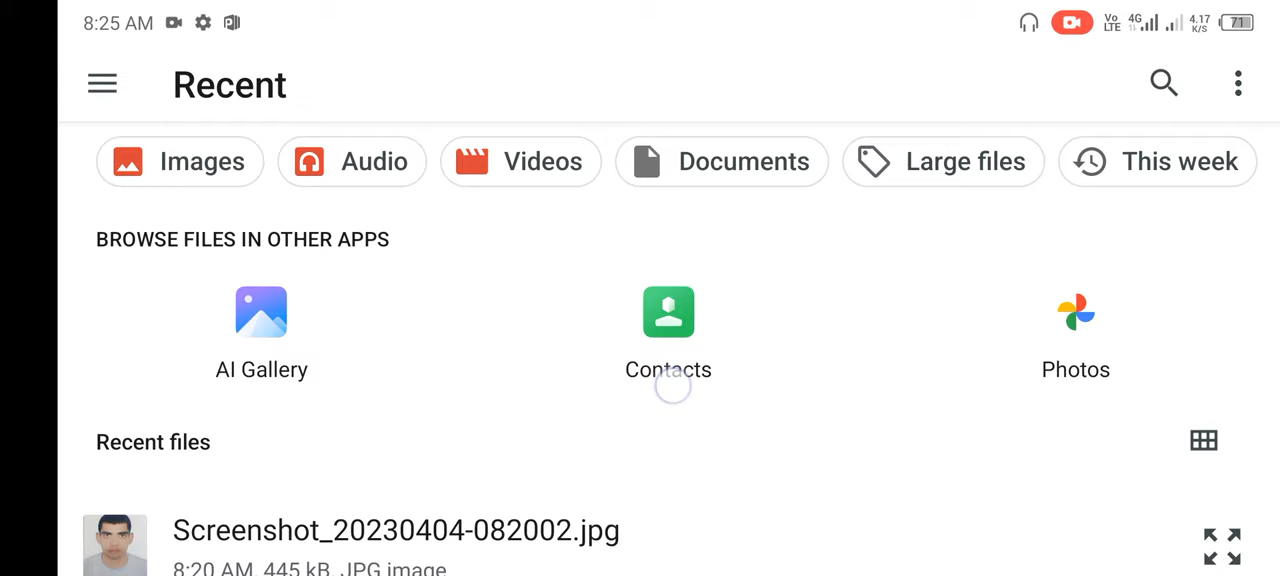 8:25 AM Vo LTE 4G 4.17 K/S 71
Recent
Images Audio Videos Documents Large files This week
BROWSE FILES IN OTHER APPS
AI Gallery Contacts Photos
Recent files
Screenshot_20230404-082002.jpg
8:20 AM, 445 kB, JPG image